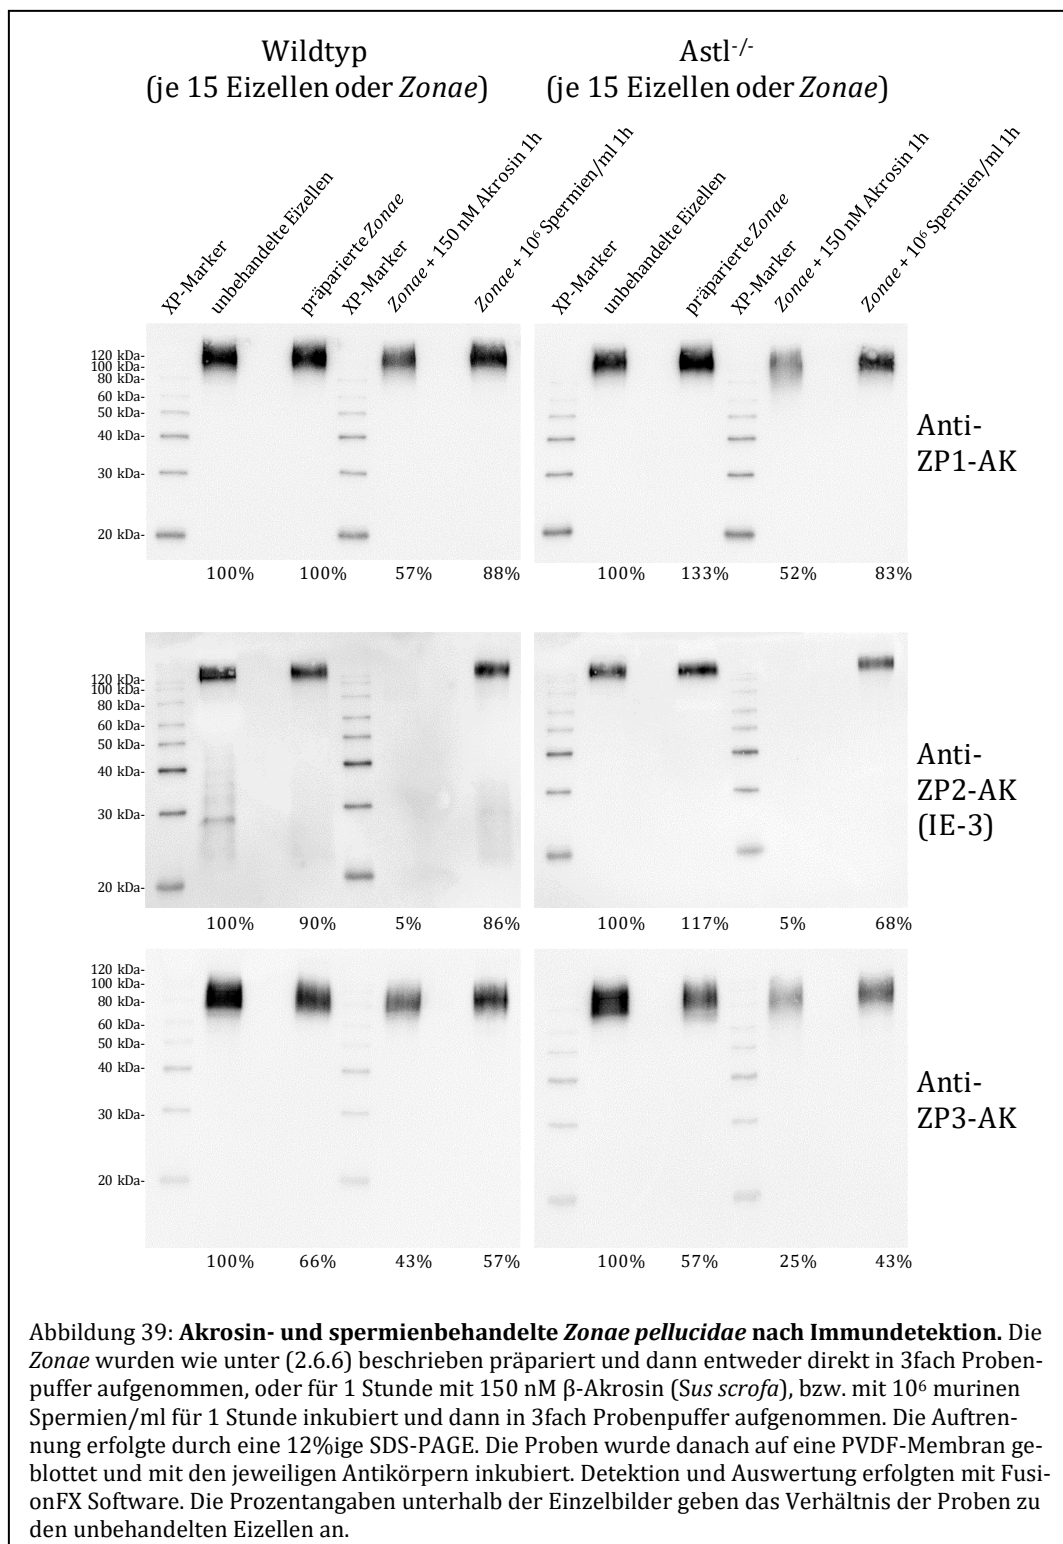 Wildtyp
(je 15 Eizellen oder Zonae)
Astl-/-
(je 15 Eizellen oder Zonae)
XP-Marker
unbehandelte Eizellen
präparierte Zonae
XP-Marker
Zonae + 150 nM Akrosin 1h
Zonae + 10⁶ Spermien/ml 1h
XP-Marker
unbehandelte Eizellen
präparierte Zonae
XP-Marker
Zonae + 150 nM Akrosin 1h
Zonae + 10⁶ Spermien/ml 1h
120 kDa-
100 kDa-
80 kDa-
60 kDa-
50 kDa-
40 kDa-
30 kDa-
20 kDa-
Anti-
ZP1-AK
100% 100% 57% 88% 100% 133% 52% 83%
120 kDa-
100 kDa-
80 kDa-
60 kDa-
50 kDa-
40 kDa-
30 kDa-
20 kDa-
Anti-
ZP2-AK
(IE-3)
100% 90% 5% 86% 100% 117% 5% 68%
120 kDa-
100 kDa-
80 kDa-
60 kDa-
50 kDa-
40 kDa-
30 kDa-
20 kDa-
Anti-
ZP3-AK
100% 66% 43% 57% 100% 57% 25% 43%
Abbildung 39: Akrosin- und spermienbehandelte Zonae pellucidae nach Immundetektion. Die
Zonae wurden wie unter (2.6.6) beschrieben präpariert und dann entweder direkt in 3fach Proben-
puffer aufgenommen, oder für 1 Stunde mit 150 nM β-Akrosin (Sus scrofa), bzw. mit 10⁶ murinen
Spermien/ml für 1 Stunde inkubiert und dann in 3fach Probenpuffer aufgenommen. Die Auftren-
nung erfolgte durch eine 12%ige SDS-PAGE. Die Proben wurde danach auf eine PVDF-Membran ge-
blottet und mit den jeweiligen Antikörpern inkubiert. Detektion und Auswertung erfolgten mit Fusi-
onFX Software. Die Prozentangaben unterhalb der Einzelbilder geben das Verhältnis der Proben zu
den unbehandelten Eizellen an.